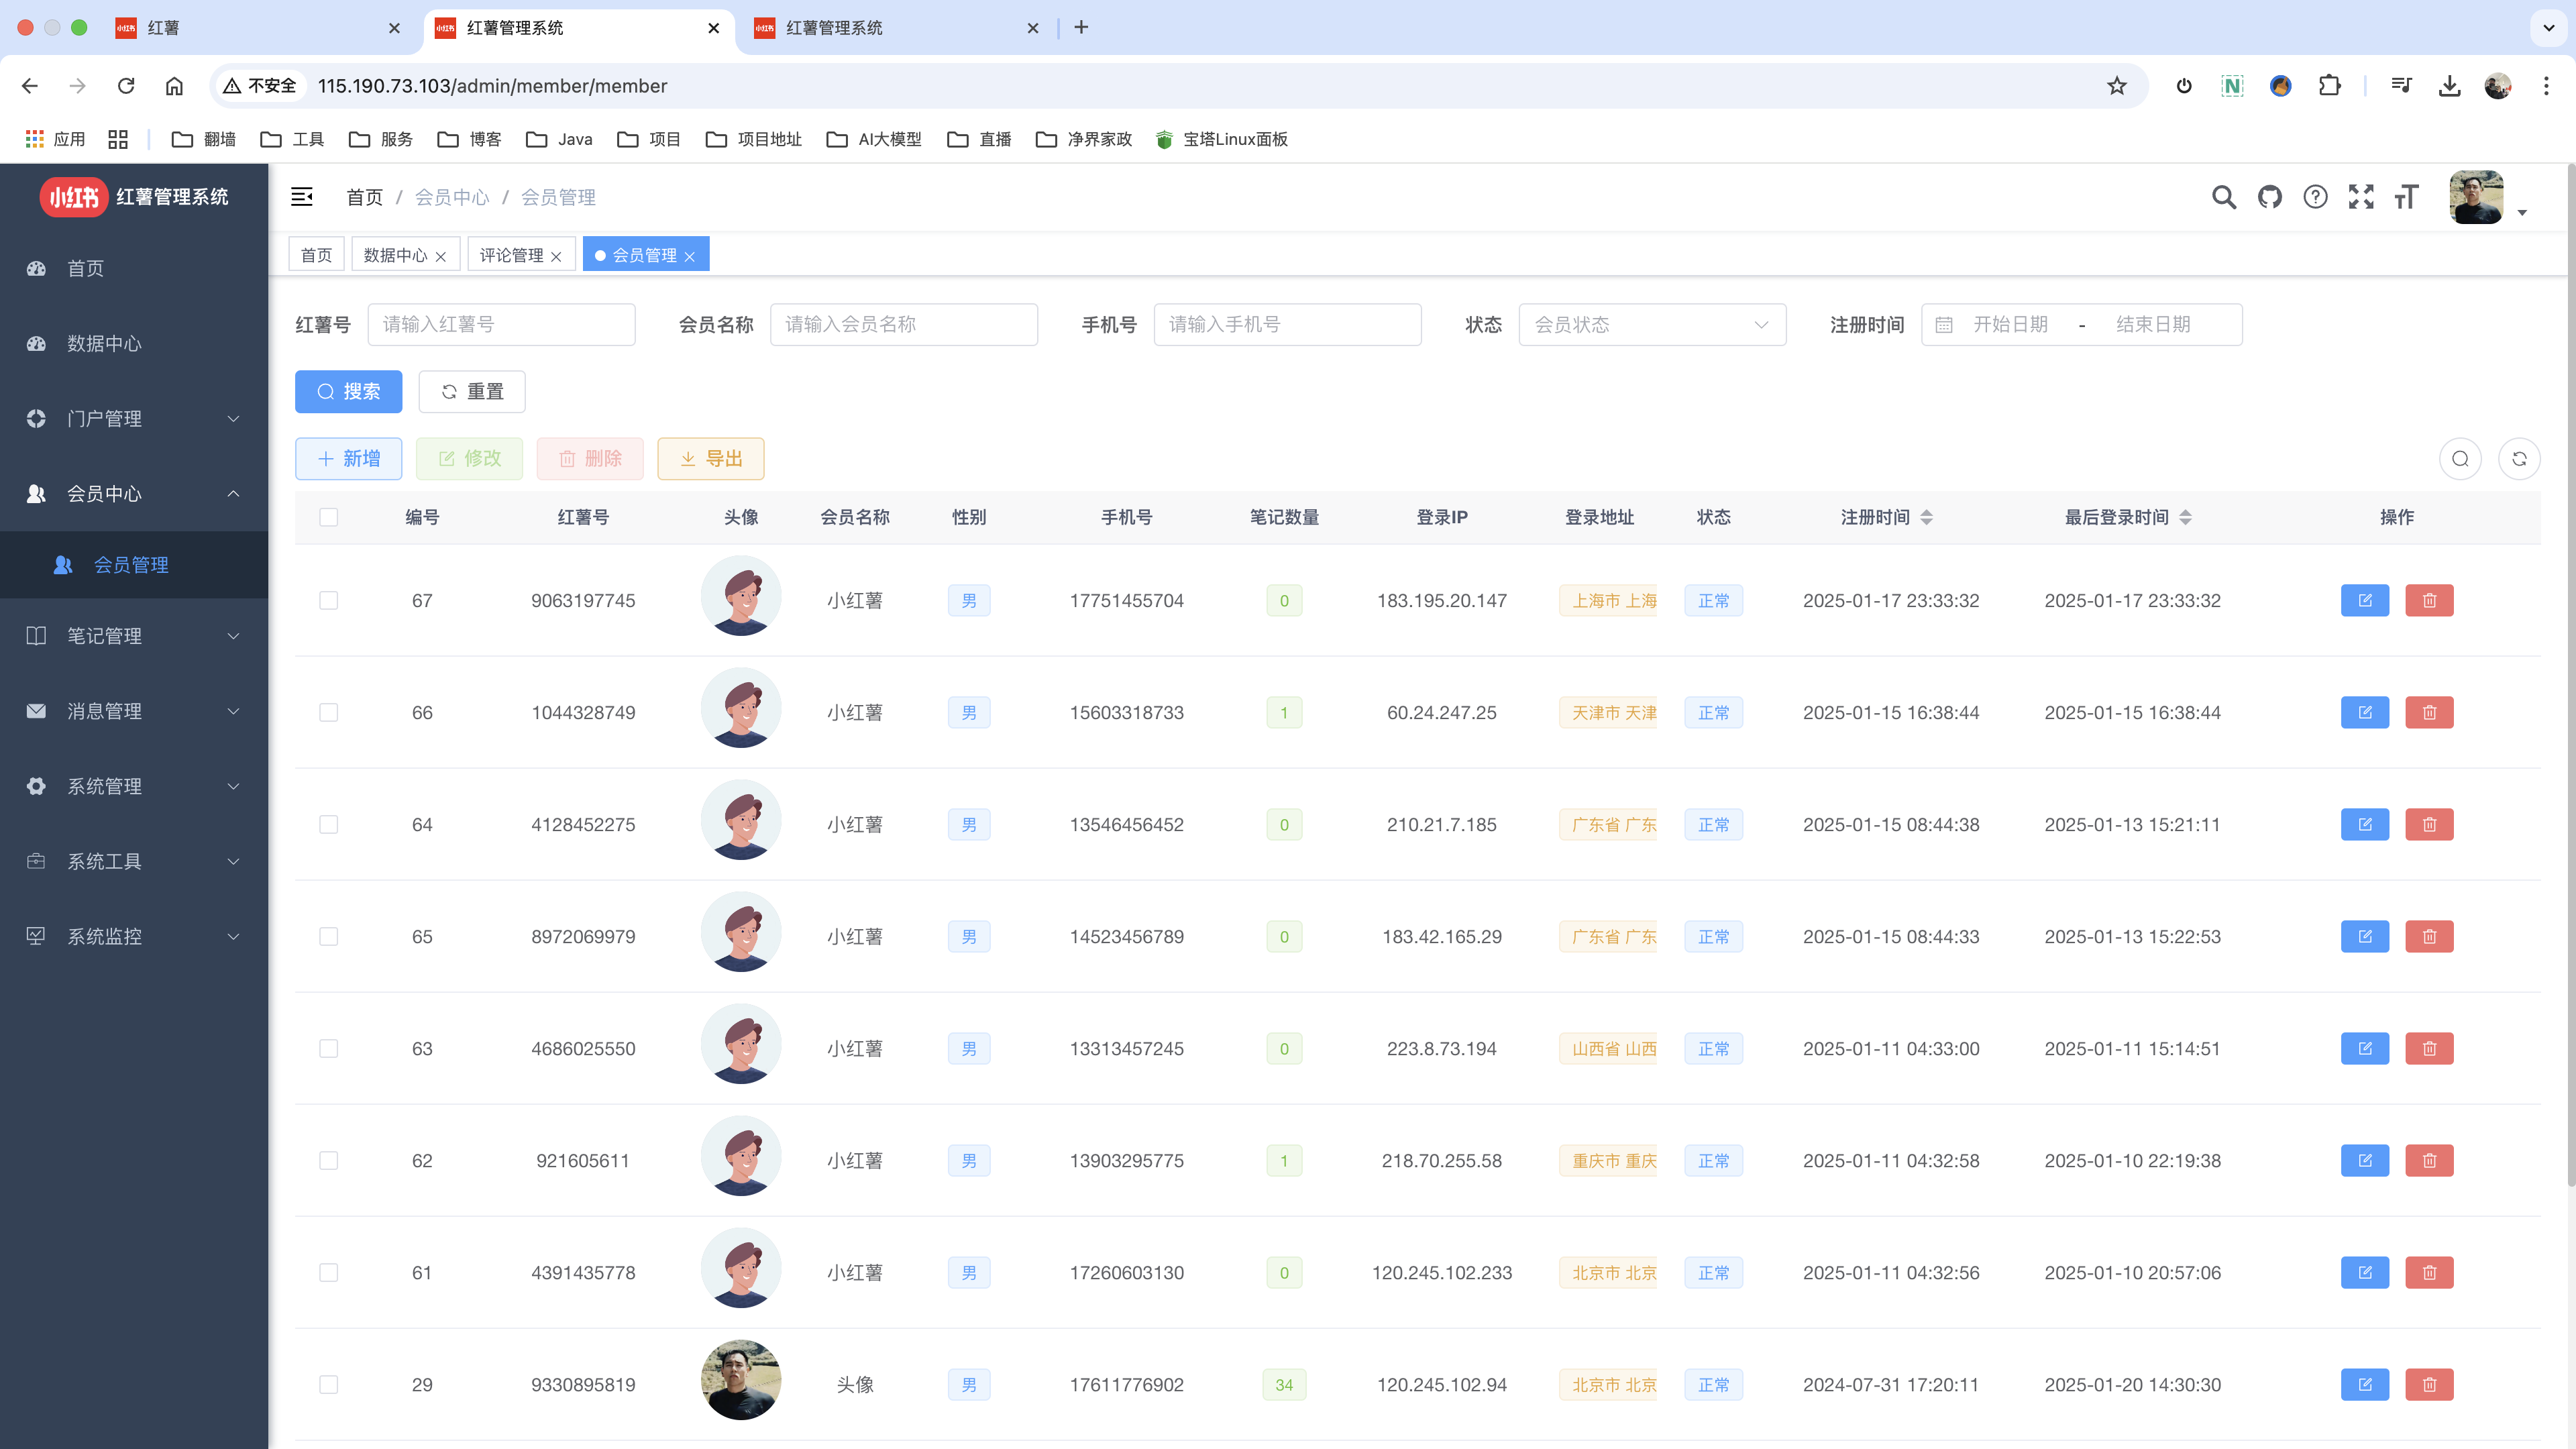 红薯
红薯管理系统
红薯管理系统
不安全 115.190.73.103/admin/member/member
应用 翻墙 工具 服务 博客 Java 项目 项目地址 AI大模型 直播 净界家政 宝塔Linux面板
小红书 红薯管理系统
首页 / 会员中心 / 会员管理
首页 数据中心 评论管理 会员管理
首页
数据中心
门户管理
会员中心
会员管理
笔记管理
消息管理
系统管理
系统工具
系统监控
红薯号 请输入红薯号 会员名称 请输入会员名称 手机号 请输入手机号 状态 会员状态 注册时间 开始日期 - 结束日期
搜索 重置
新增 修改 删除 导出
编号 红薯号 头像 会员名称 性别 手机号 笔记数量 登录IP 登录地址 状态 注册时间 最后登录时间 操作
67 9063197745 小红薯 男 17751455704 0 183.195.20.147 上海市 上海 正常 2025-01-17 23:33:32 2025-01-17 23:33:32
66 1044328749 小红薯 男 15603318733 1 60.24.247.25 天津市 天津 正常 2025-01-15 16:38:44 2025-01-15 16:38:44
64 4128452275 小红薯 男 13546456452 0 210.21.7.185 广东省 广东 正常 2025-01-15 08:44:38 2025-01-13 15:21:11
65 8972069979 小红薯 男 14523456789 0 183.42.165.29 广东省 广东 正常 2025-01-15 08:44:33 2025-01-13 15:22:53
63 4686025550 小红薯 男 13313457245 0 223.8.73.194 山西省 山西 正常 2025-01-11 04:33:00 2025-01-11 15:14:51
62 921605611 小红薯 男 13903295775 1 218.70.255.58 重庆市 重庆 正常 2025-01-11 04:32:58 2025-01-10 22:19:38
61 4391435778 小红薯 男 17260603130 0 120.245.102.233 北京市 北京 正常 2025-01-11 04:32:56 2025-01-10 20:57:06
29 9330895819 头像 男 17611776902 34 120.245.102.94 北京市 北京 正常 2024-07-31 17:20:11 2025-01-20 14:30:30